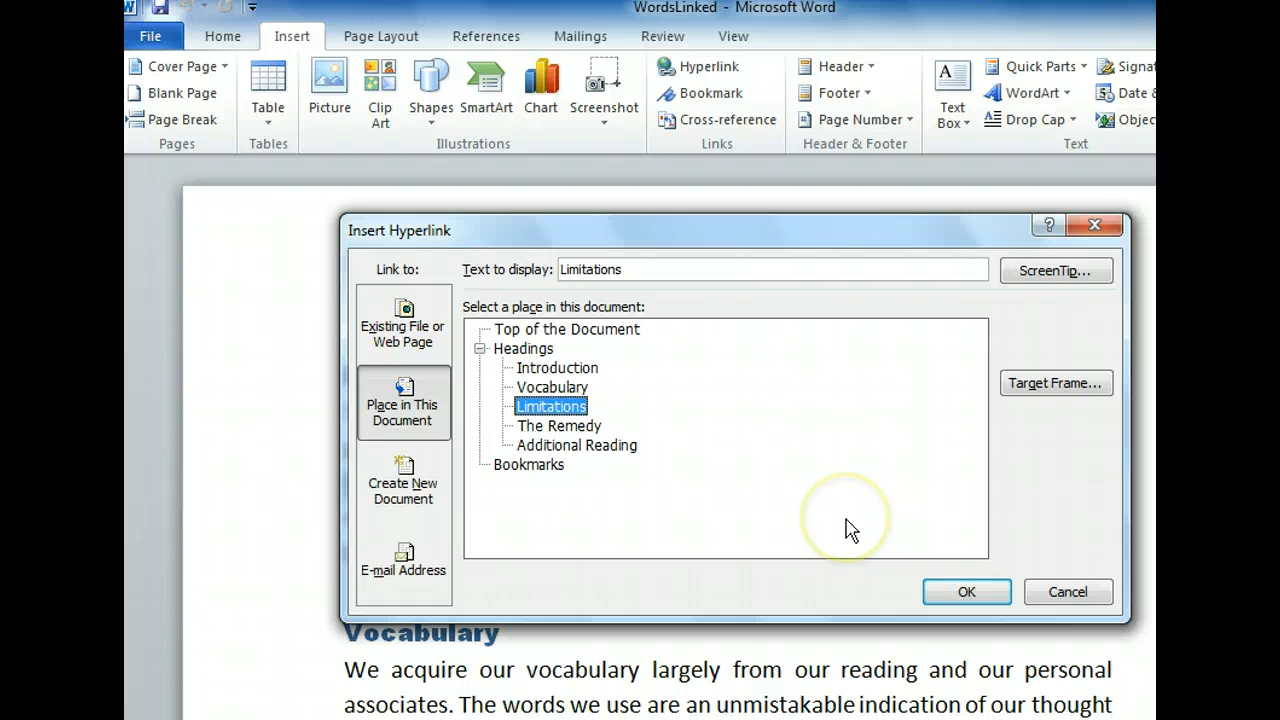 WordsLinked - Microsoft Word
File Home Insert Page Layout References Mailings Review View
Cover Page
Blank Page
Page Break
Pages
Table
Tables
Picture
Clip
Art
Shapes
SmartArt
Chart
Screenshot
Illustrations
Hyperlink
Bookmark
Cross-reference
Links
Header
Footer
Page Number
Header & Footer
A
Text
Box
Quick Parts
WordArt
Drop Cap
Signat
Date &
Objec
Text
Insert Hyperlink
?
Link to:
Text to display: Limitations
ScreenTip...
Select a place in this document:
Existing File or
Web Page
Place in This
Document
Create New
Document
E-mail Address
Top of the Document
Headings
Introduction
Vocabulary
Limitations
The Remedy
Additional Reading
Bookmarks
Target Frame...
OK
Cancel
Vocabulary
We acquire our vocabulary largely from our reading and our personal
associates. The words we use are an unmistakable indication of our thought